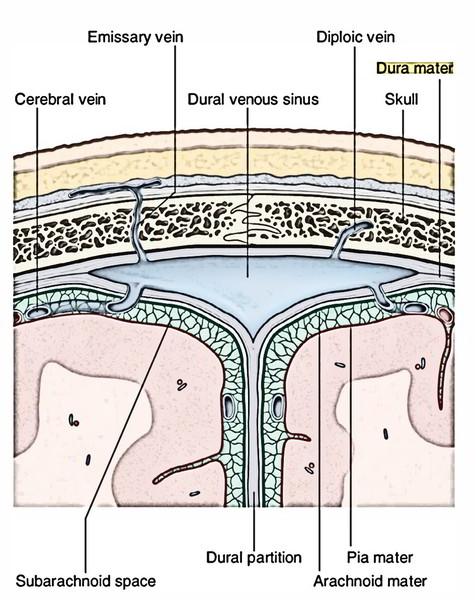 Emissary vein
Diploic vein
Dura mater
Cerebral vein
Dural venous sinus
Skull
Dural partition
Pia mater
Subarachnoid space
Arachnoid mater